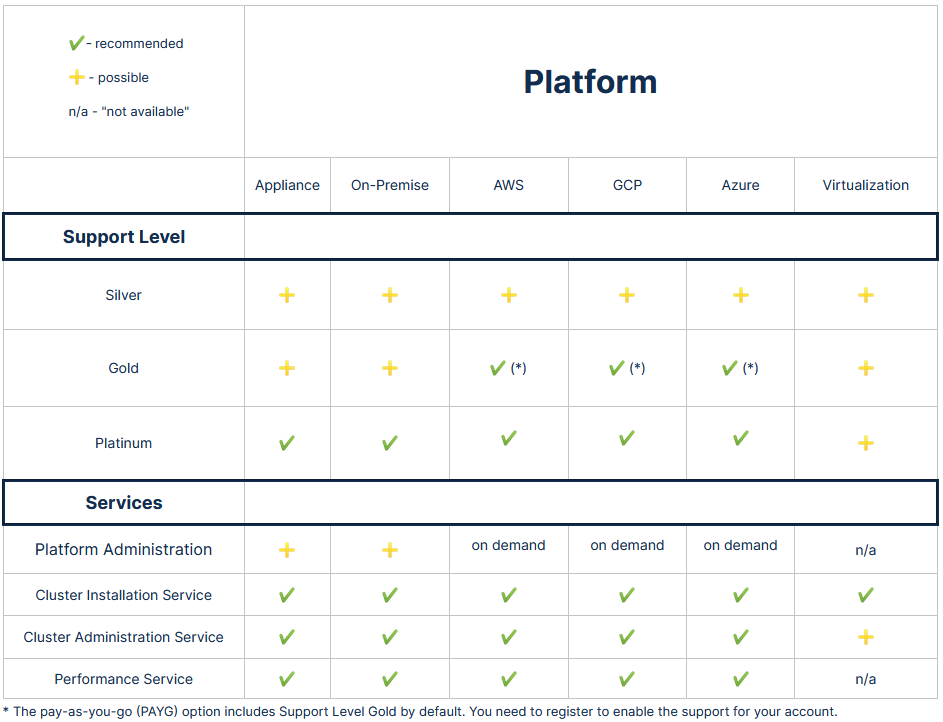 ✔ - recommended
➕ - possible
n/a - "not available"
Platform
Appliance On-Premise AWS GCP Azure Virtualization
Support Level
Silver ➕ ➕ ➕ ➕ ➕ ➕
Gold ➕ ➕ ✔ (*) ✔ (*) ✔ (*) ➕
Platinum ✔ ✔ ✔ ✔ ✔ ➕
Services
Platform Administration ➕ ➕ on demand on demand on demand n/a
Cluster Installation Service ✔ ✔ ✔ ✔ ✔ ✔
Cluster Administration Service ✔ ✔ ✔ ✔ ✔ ➕
Performance Service ✔ ✔ ✔ ✔ ✔ n/a
* The pay-as-you-go (PAYG) option includes Support Level Gold by default. You need to register to enable the support for your account.